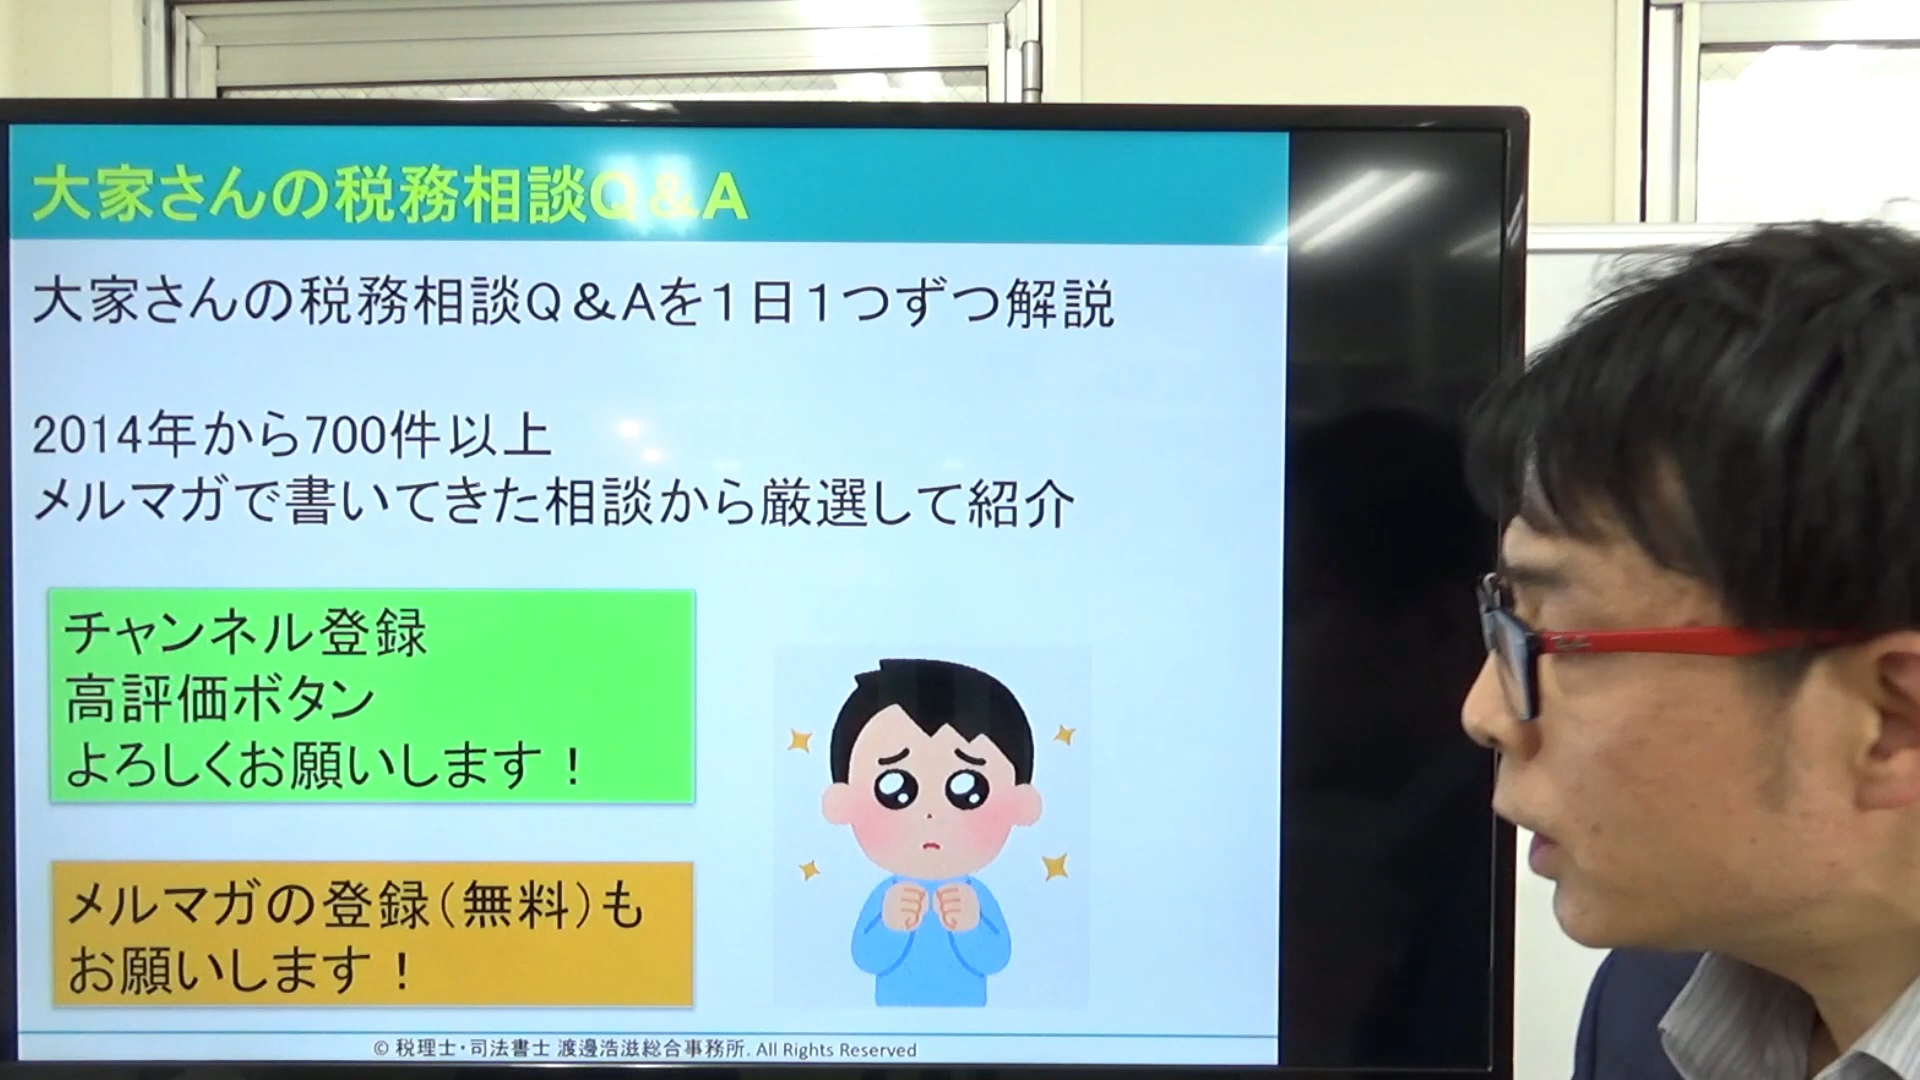 大家さんの税務相談Q&A
大家さんの税務相談Q&Aを1日1つずつ解説
2014年から700件以上
メルマガで書いてきた相談から厳選して紹介
チャンネル登録
高評価ボタン
よろしくお願いします！
メルマガの登録（無料）も
お願いします！
© 税理士・司法書士 渡邊浩滋総合事務所. All Rights Reserved